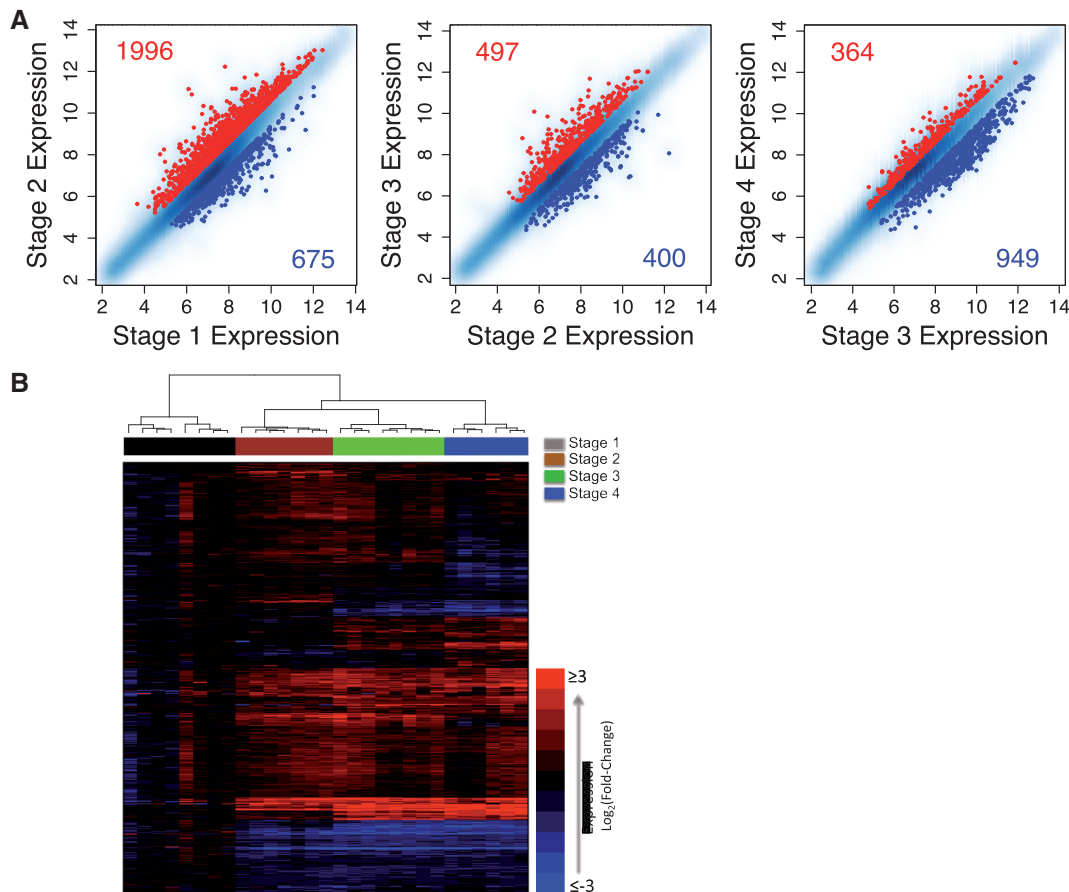 A
1996
675
Stage 2 Expression
Stage 1 Expression
2 4 6 8 10 12 14
2 4 6 8 10 12 14
497
400
Stage 3 Expression
Stage 2 Expression
2 4 6 8 10 12 14
2 4 6 8 10 12 14
364
949
Stage 4 Expression
Stage 3 Expression
2 4 6 8 10 12 14
2 4 6 8 10 12 14
B
Stage 1
Stage 2
Stage 3
Stage 4
≥3
Expression
Log2(Fold-Change)
≤-3